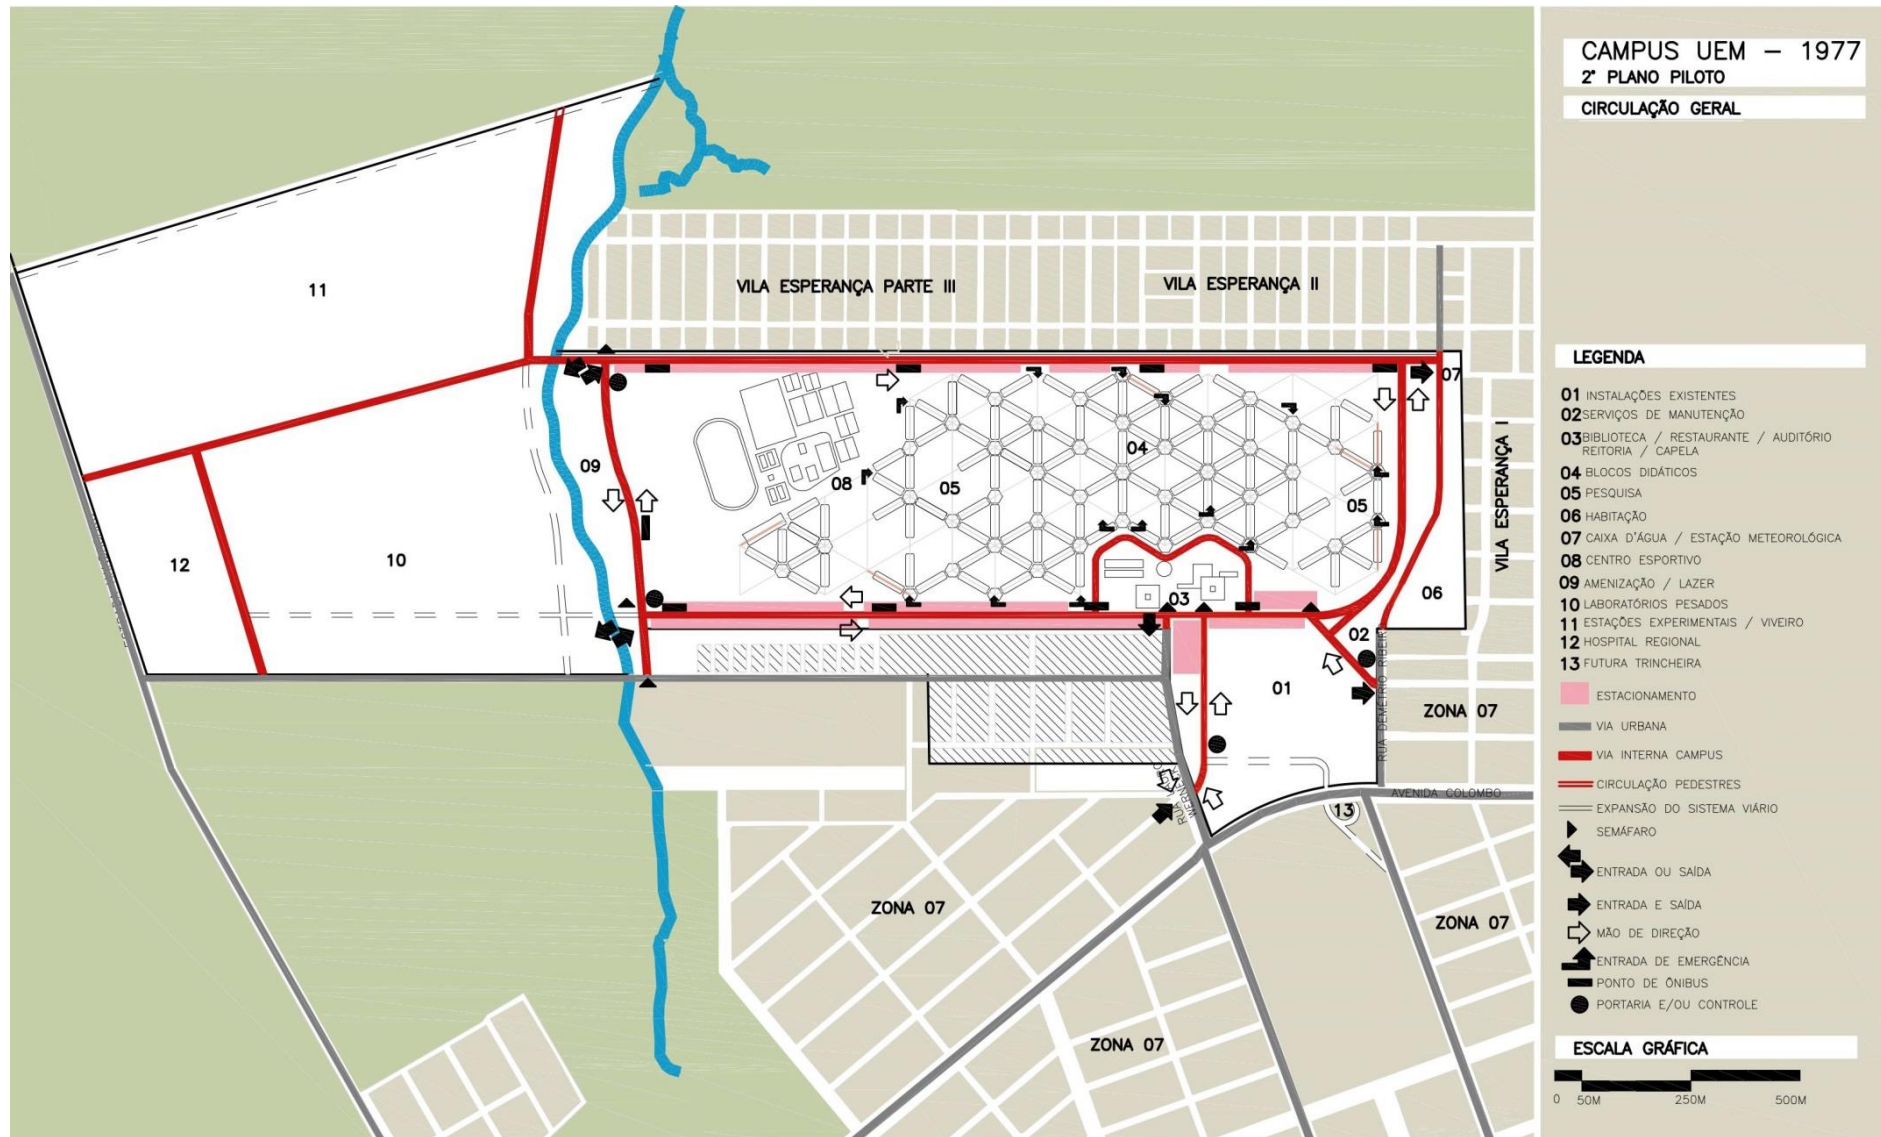 CAMPUS UEM – 1977
2° PLANO PILOTO
CIRCULAÇÃO GERAL
11
VILA ESPERANÇA PARTE III
VILA ESPERANÇA II
07
VILA ESPERANÇA I
09
08
05
04
05
12
10
03
06
02
01
ZONA 07
RUA DEMÉTRIO RIBEIR
AVENIDA COLOMBO
13
ZONA 07
ZONA 07
ZONA 07
LEGENDA
01 INSTALAÇÕES EXISTENTES
02 SERVIÇOS DE MANUTENÇÃO
03 BIBLIOTECA / RESTAURANTE / AUDITÓRIO
REITORIA / CAPELA
04 BLOCOS DIDÁTICOS
05 PESQUISA
06 HABITAÇÃO
07 CAIXA D'ÁGUA / ESTAÇÃO METEOROLÓGICA
08 CENTRO ESPORTIVO
09 AMENIZAÇÃO / LAZER
10 LABORATÓRIOS PESADOS
11 ESTAÇÕES EXPERIMENTAIS / VIVEIRO
12 HOSPITAL REGIONAL
13 FUTURA TRINCHEIRA
ESTACIONAMENTO
VIA URBANA
VIA INTERNA CAMPUS
CIRCULAÇÃO PEDESTRES
EXPANSÃO DO SISTEMA VIÁRIO
SEMÁFARO
ENTRADA OU SAÍDA
ENTRADA E SAÍDA
MÃO DE DIREÇÃO
ENTRADA DE EMERGÊNCIA
PONTO DE ÔNIBUS
PORTARIA E/OU CONTROLE
ESCALA GRÁFICA
0 50M 250M 500M